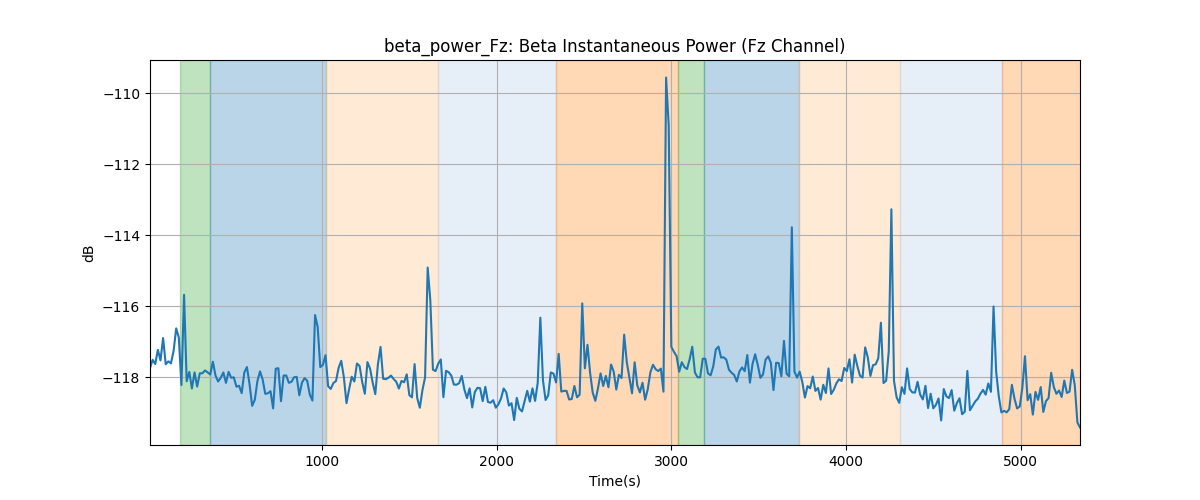 beta_power_Fz: Beta Instantaneous Power (Fz Channel)
−110
−112
−114
−116
−118
dB
1000 2000 3000 4000 5000
Time(s)